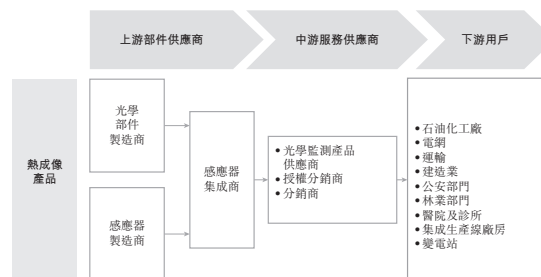 上游部件供應商
中游服務供應商
下游用戶
熱成像
產品
光學
部件
製造商
感應器
製造商
感應器
集成商
• 光學監測產品
供應商
• 授權分銷商
• 分銷商
• 石油化工廠
• 電網
• 運輸
• 建造業
• 公安部門
• 林業部門
• 醫院及診所
• 集成生產線廠房
• 變電站